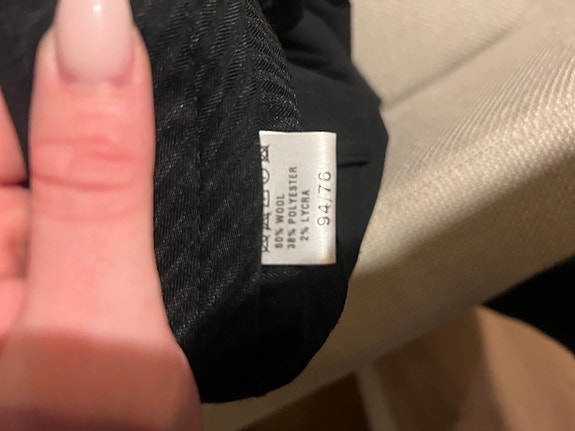 60% WOOL
38% POLYESTER
2% LYCRA
94/76